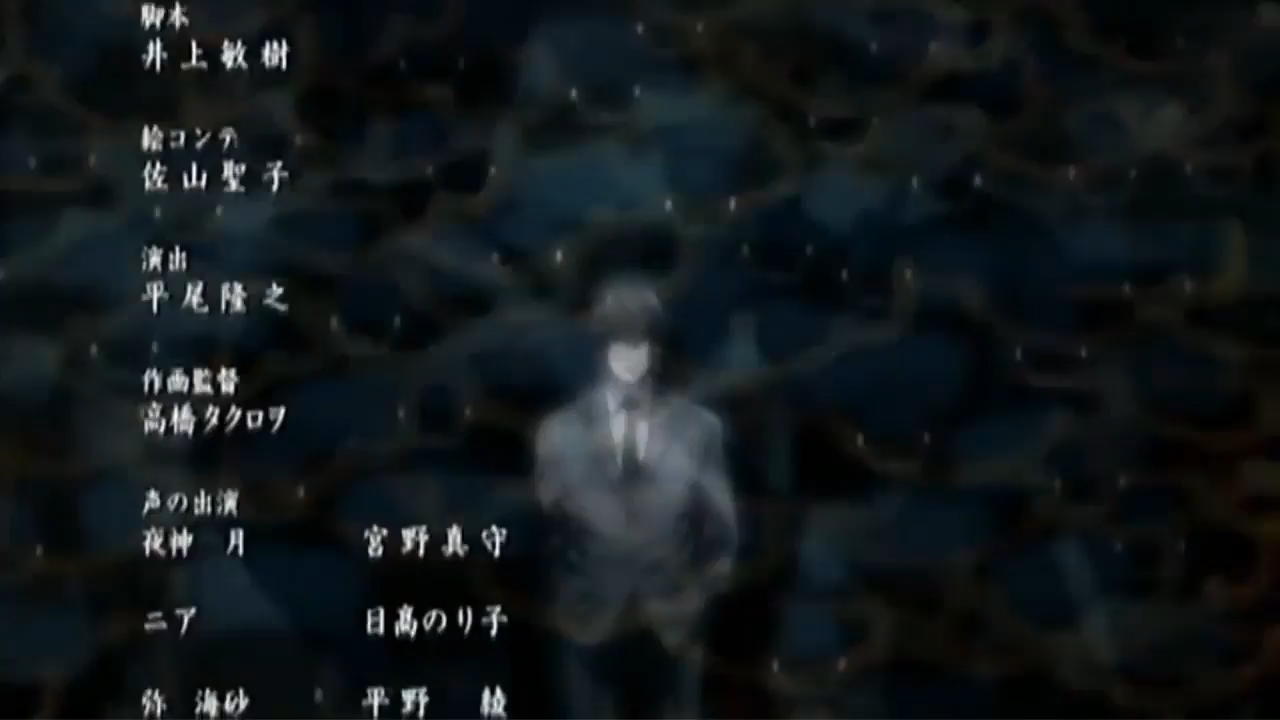 脚本
井上敏樹
絵コンテ
佐山聖子
演出
平尾隆之
作画監督
高橋タクロヲ
声の出演
夜神 月 宮野真守
ニア 日髙のり子
弥 海砂 平野 綾